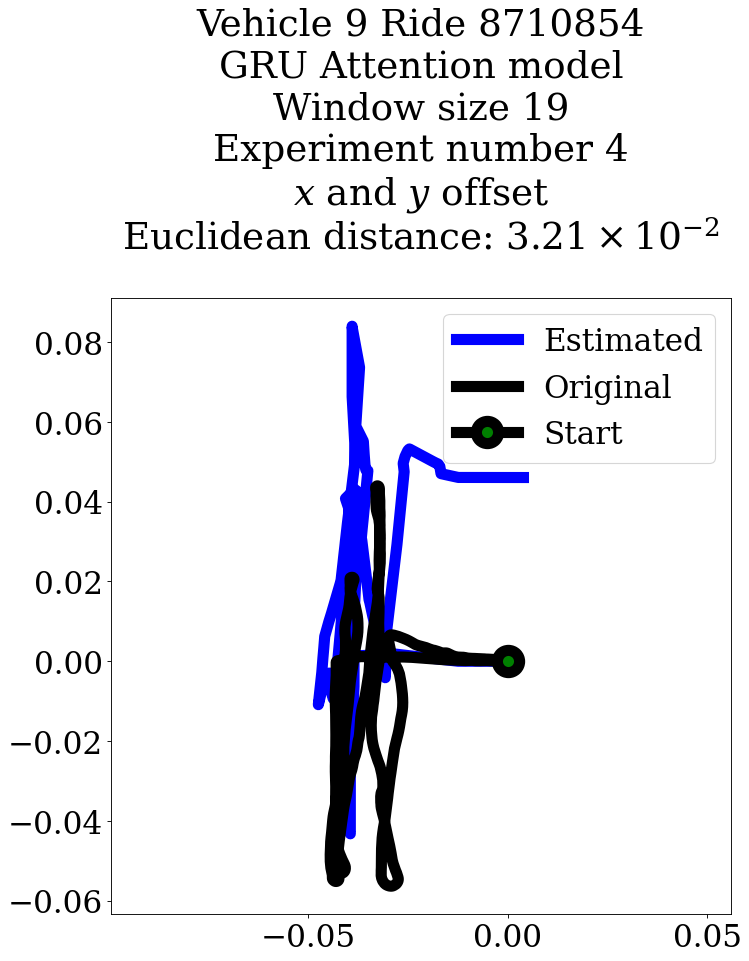 Vehicle 9 Ride 8710854
GRU Attention model
Window size 19
Experiment number 4
x and y offset
Euclidean distance: 3.21 × 10⁻²
Estimated
Original
Start
0.08
0.06
0.04
0.02
0.00
−0.02
−0.04
−0.06
−0.05 0.00 0.05